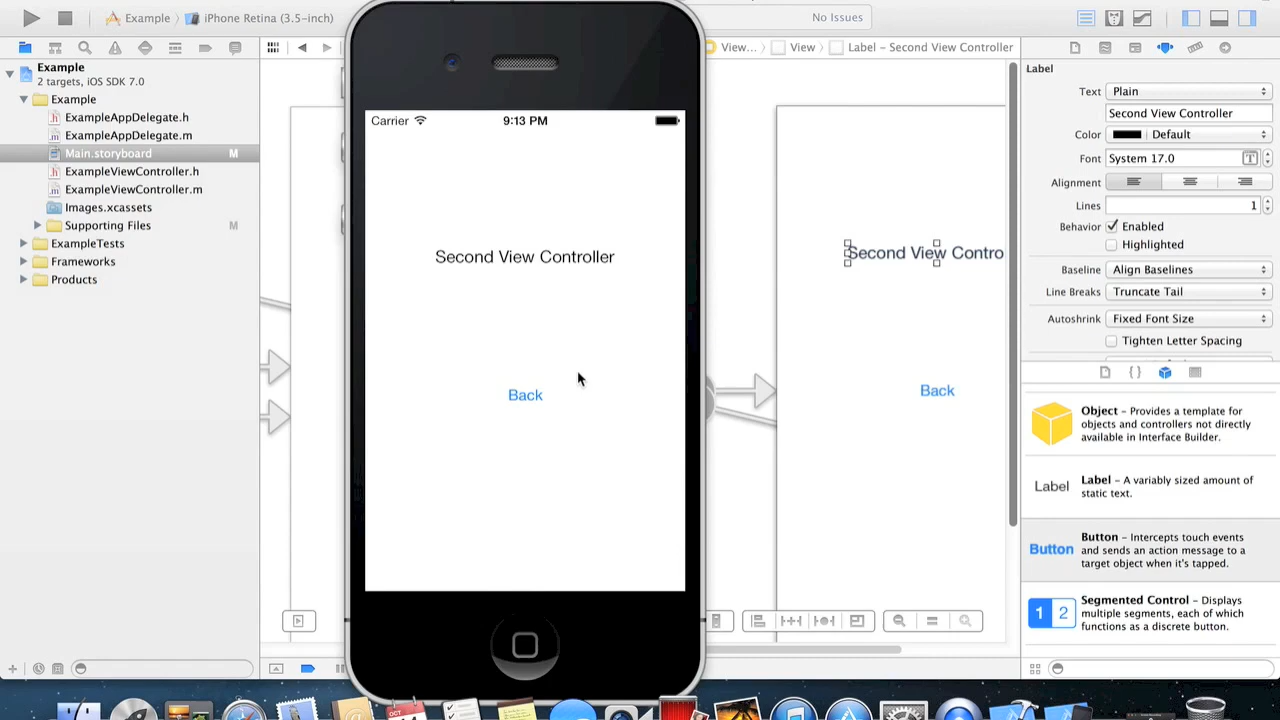 Example
iPhone Retina (3.5-inch)
No Issues
View...
View
Label - Second View Controller
Example
2 targets, iOS SDK 7.0
Example
ExampleAppDelegate.h
ExampleAppDelegate.m
Main.storyboard
M
ExampleViewController.h
ExampleViewController.m
Images.xcassets
Supporting Files
M
ExampleTests
Frameworks
Products
Carrier
9:13 PM
Second View Controller
Back
Second View Contro
Back
Label
Text
Plain
Second View Controller
Color
Default
Font
System 17.0
T
Alignment
Lines
1
Behavior
Enabled
Highlighted
Baseline
Align Baselines
Line Breaks
Truncate Tail
Autoshrink
Fixed Font Size
Tighten Letter Spacing
Object - Provides a template for
objects and controllers not directly
available in Interface Builder.
Label
Label - A variably sized amount of
static text.
Button
Button - Intercepts touch events
and sends an action message to a
target object when it's tapped.
1 2
Segmented Control - Displays
multiple segments, each of which
functions as a discrete button.
OCT